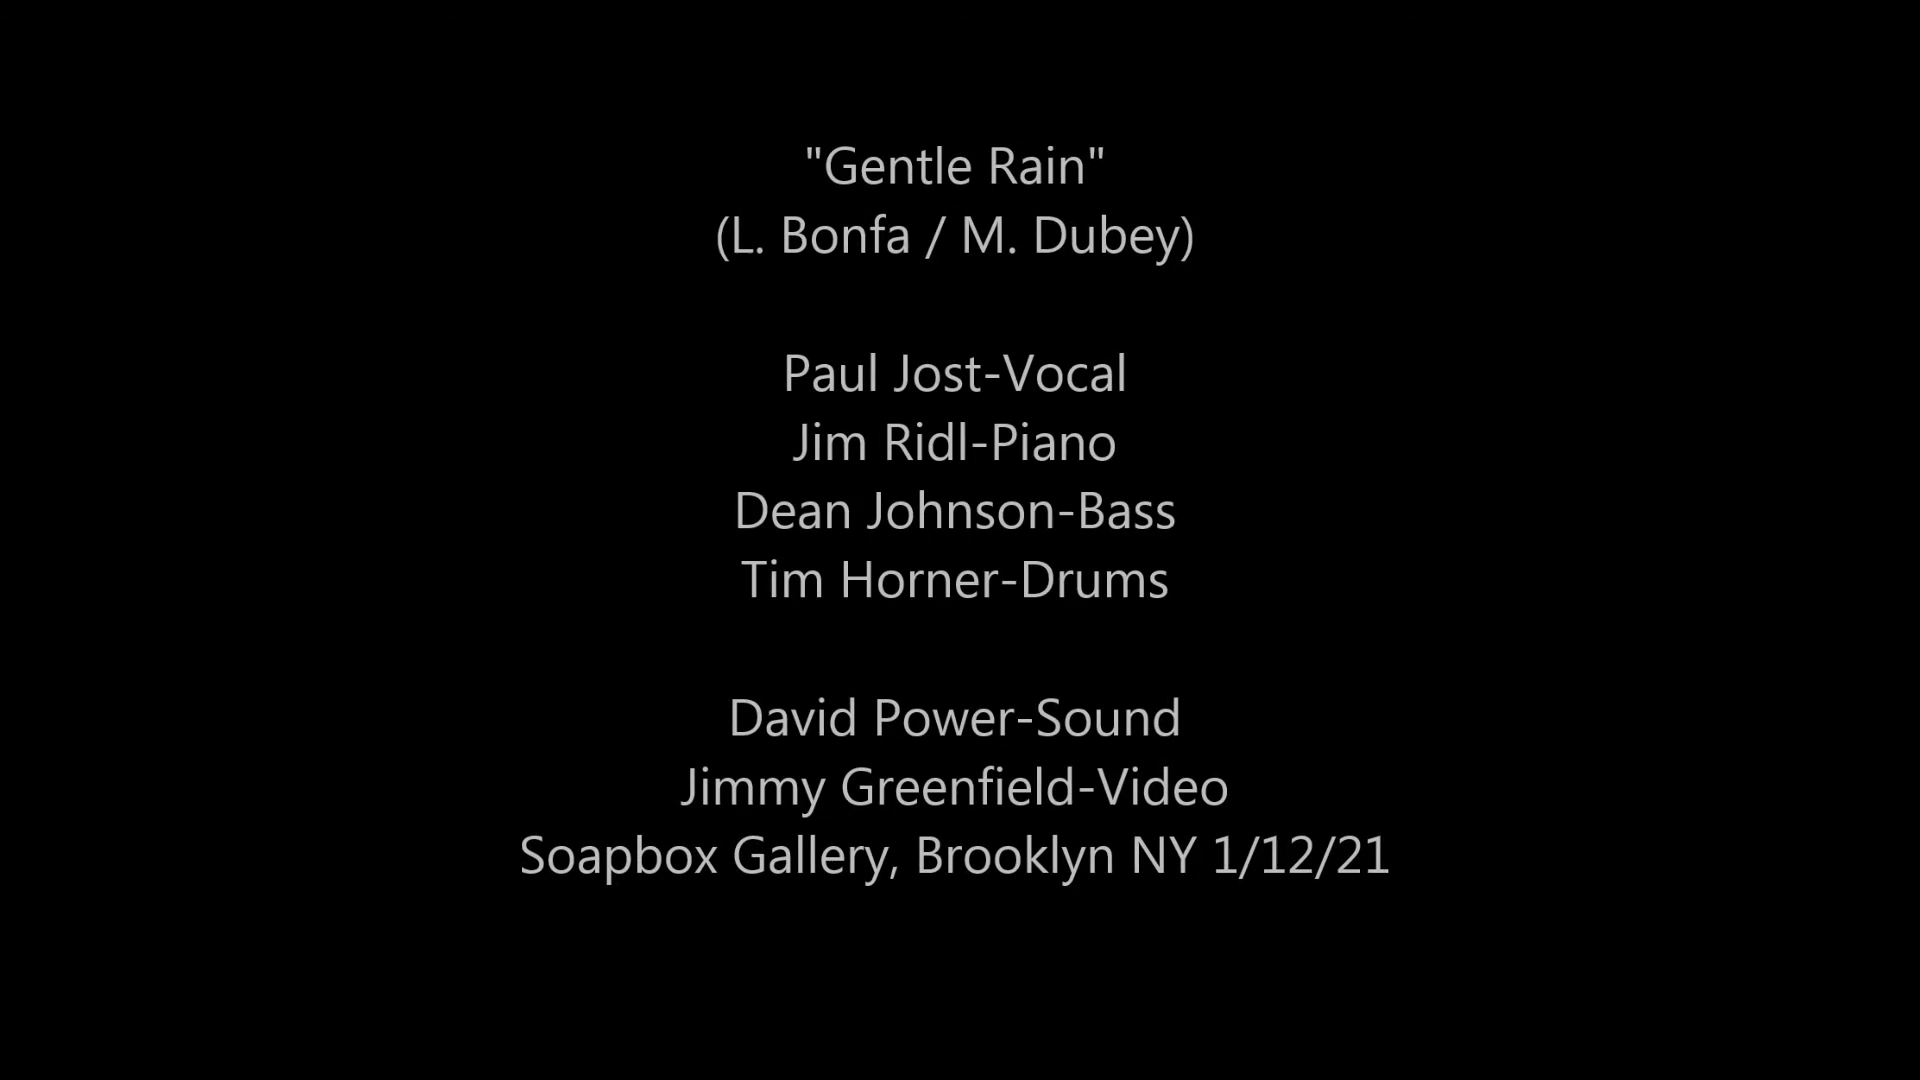 "Gentle Rain"
(L. Bonfa / M. Dubey)
Paul Jost-Vocal
Jim Ridl-Piano
Dean Johnson-Bass
Tim Horner-Drums
David Power-Sound
Jimmy Greenfield-Video
Soapbox Gallery, Brooklyn NY 1/12/21